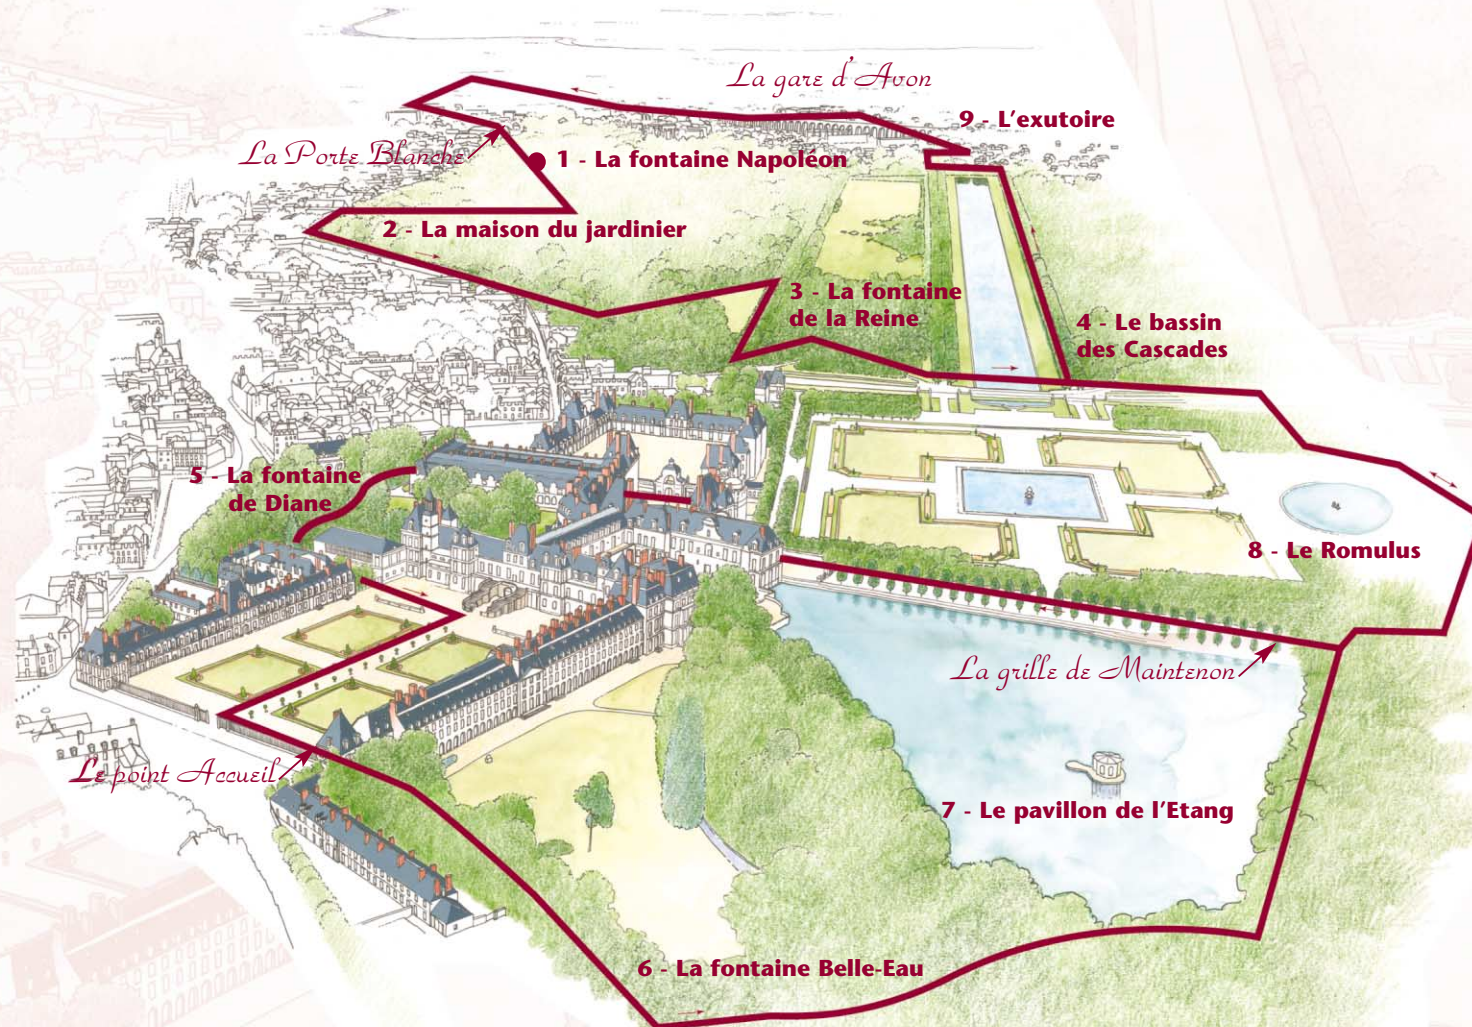 La gare d'Avon
9 - L'exutoire
La Porte Blanche
1 - La fontaine Napoléon
2 - La maison du jardinier
3 - La fontaine
de la Reine
4 - Le bassin
des Cascades
5 - La fontaine
de Diane
8 - Le Romulus
La grille de Maintenon
Le point Accueil
7 - Le pavillon de l'Etang
6 - La fontaine Belle-Eau